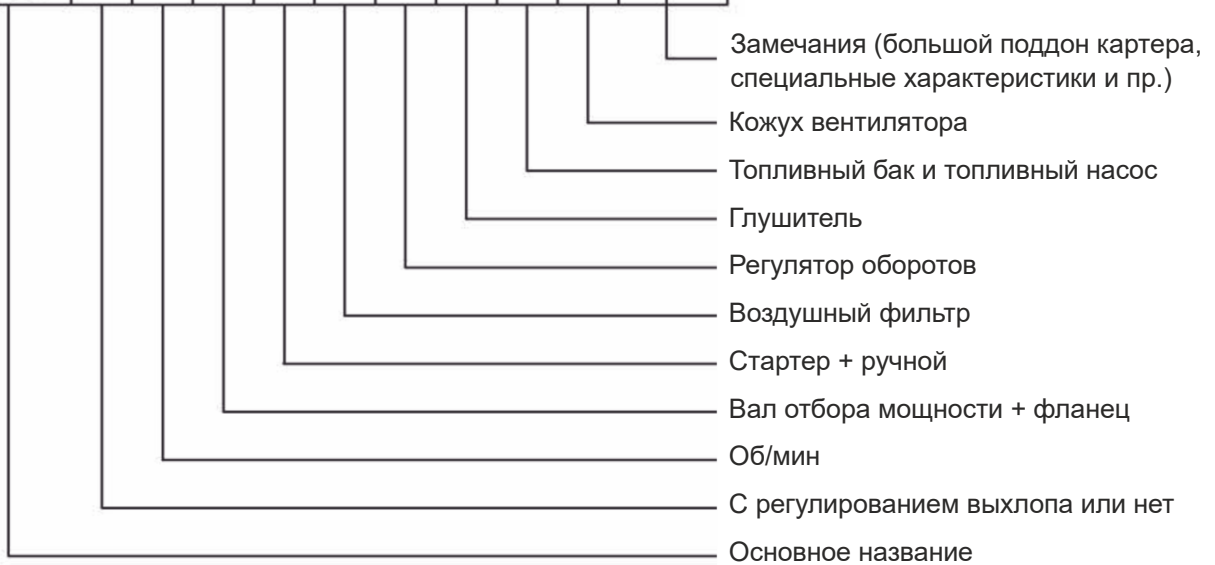 Замечания (большой поддон картера,
специальные характеристики и пр.)
Кожух вентилятора
Топливный бак и топливный насос
Глушитель
Регулятор оборотов
Воздушный фильтр
Стартер + ручной
Вал отбора мощности + фланец
Об/мин
С регулированием выхлопа или нет
Основное название